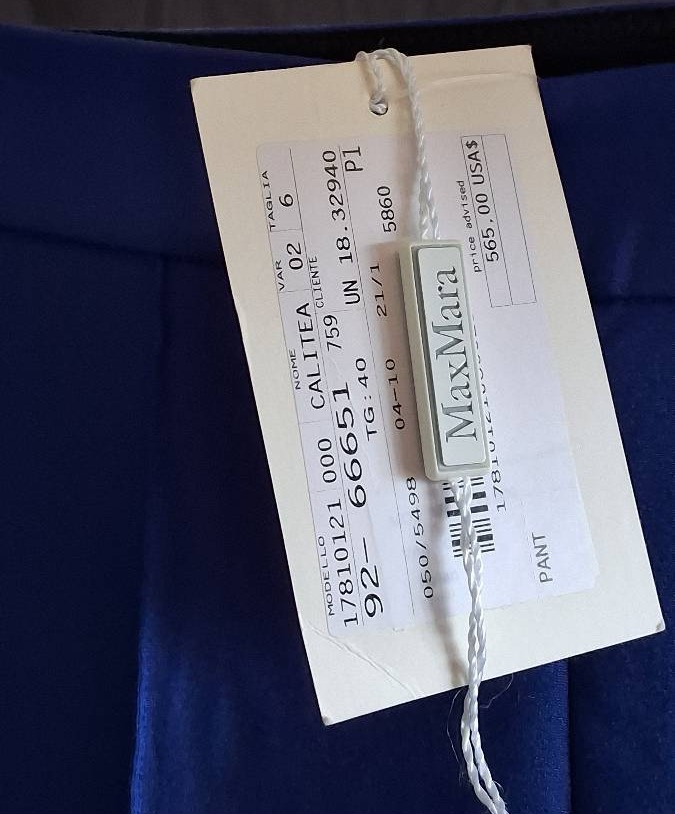 MODELLO NOME VAR TAGLIA
17810121 000 CALITEA 02 6
CLIENTE
92– 66651 759 UN 18.32940
TG:40 P1
04–10 21/1 5860
050/5498
MaxMara
price advised
565.00 USA$
PANT